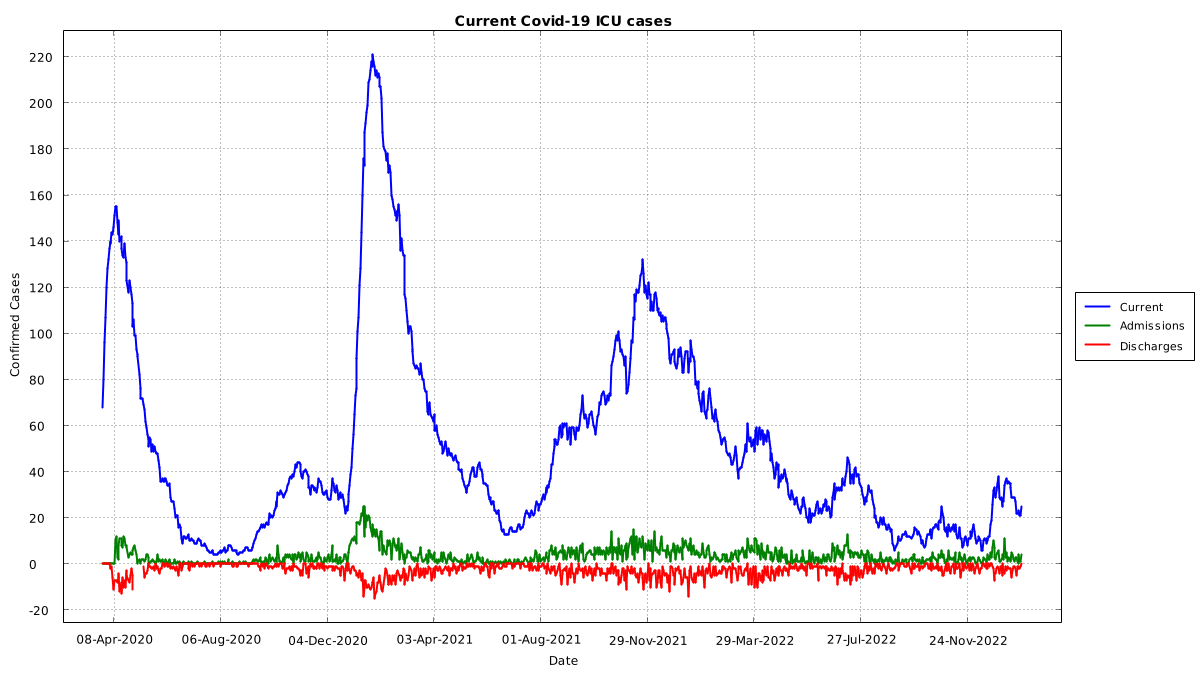 Current Covid-19 ICU cases
220
200
180
160
140
120
100
80
60
40
20
0
-20
Confirmed Cases
08-Apr-2020 06-Aug-2020 04-Dec-2020 03-Apr-2021 01-Aug-2021 29-Nov-2021 29-Mar-2022 27-Jul-2022 24-Nov-2022
Date
Current
Admissions
Discharges